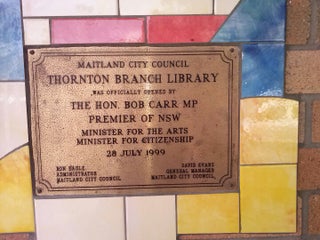 MAITLAND CITY COUNCIL
THORNTON BRANCH LIBRARY
WAS OFFICIALLY OPENED BY
THE HON. BOB CARR MP
PREMIER OF NSW
MINISTER FOR THE ARTS
MINISTER FOR CITIZENSHIP
28 JULY 1999
RON DAGLE DAVID EVANS
ADMINISTRATOR GENERAL MANAGER
MAITLAND CITY COUNCIL MAITLAND CITY COUNCIL